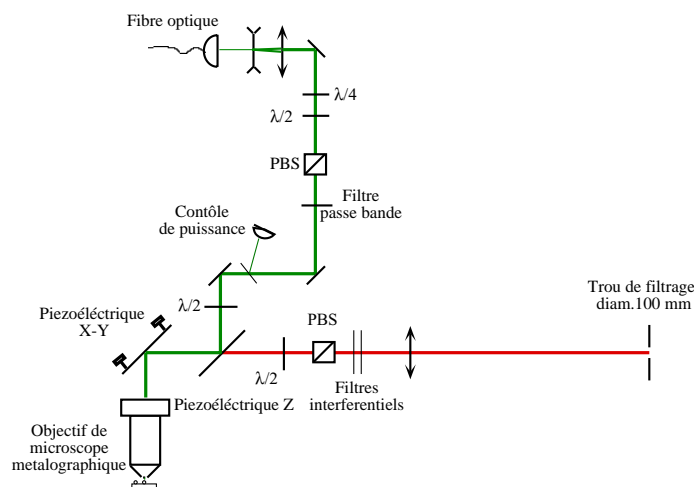 Fibre optique
λ/4
λ/2
PBS
Filtre
passe bande
Contôle
de puissance
Trou de filtrage
diam.100 mm
λ/2
Piezoéléctrique
X-Y
PBS
λ/2
Filtres
interferentiels
Piezoéléctrique Z
Objectif de
microscope
metalographique